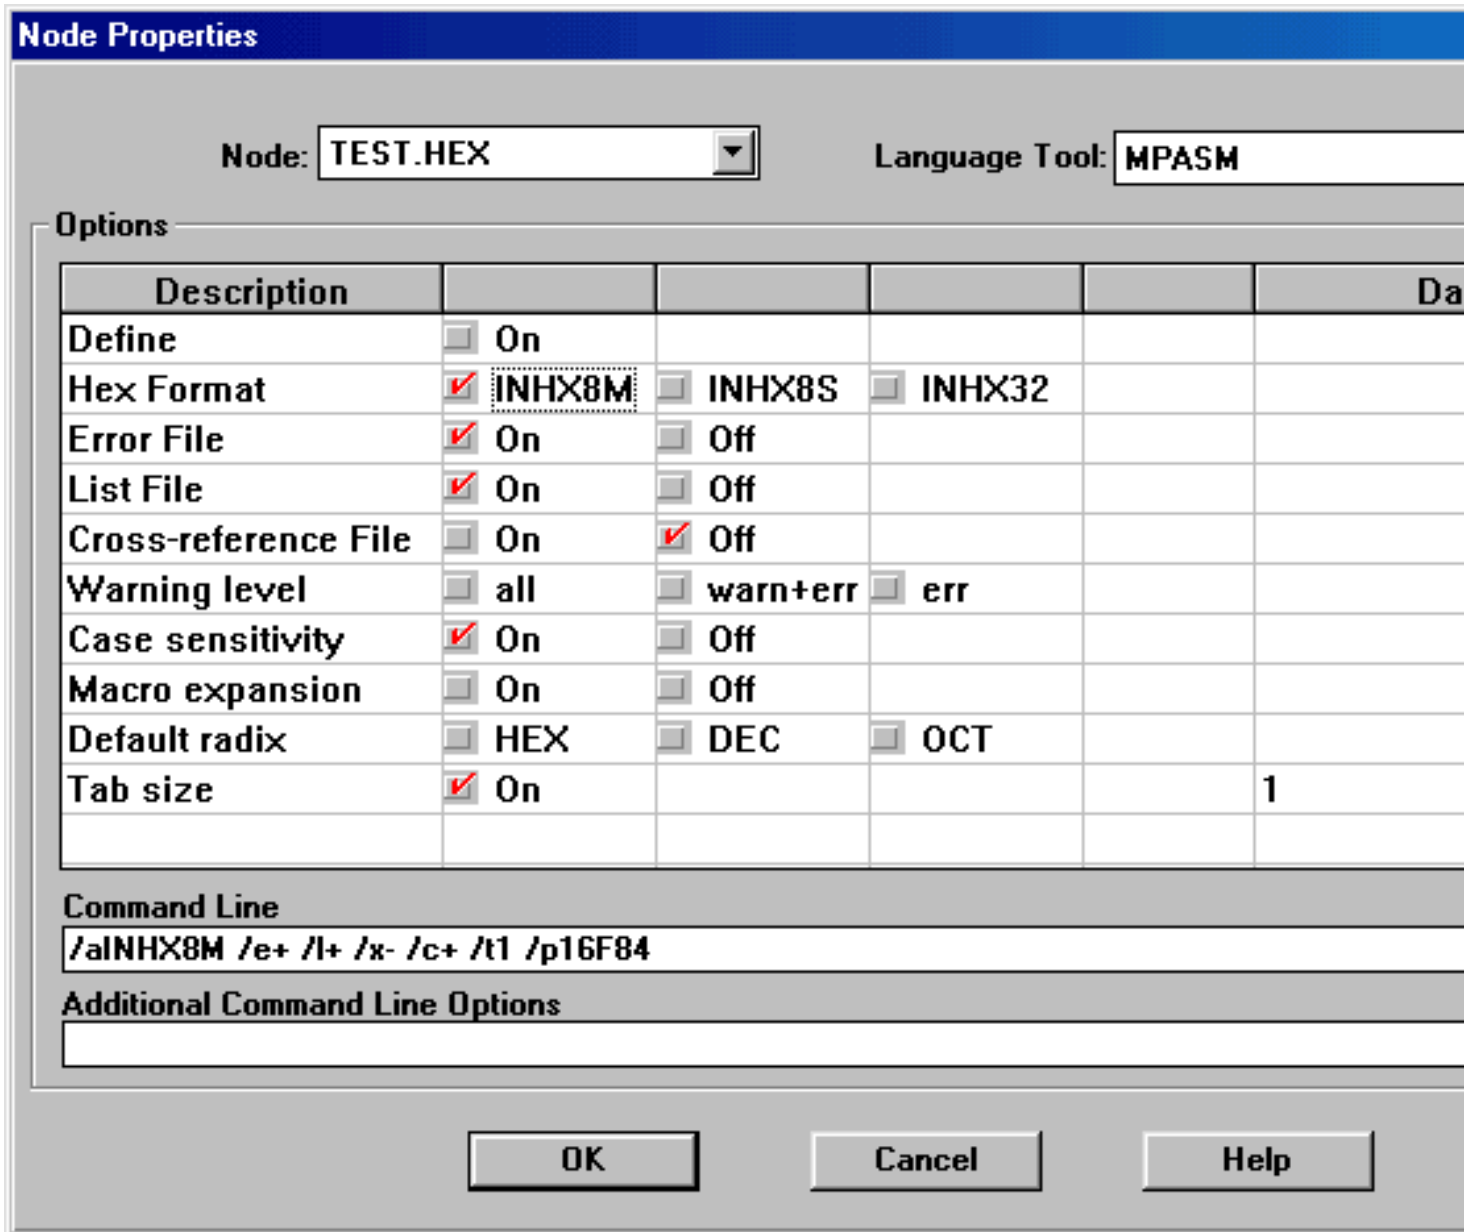 Node Properties
Node: TEST.HEX Language Tool: MPASM
Options
Description Da
Define On
Hex Format INHX8M INHX8S INHX32
Error File On Off
List File On Off
Cross-reference File On Off
Warning level all warn+err err
Case sensitivity On Off
Macro expansion On Off
Default radix HEX DEC OCT
Tab size On 1
Command Line
/aINHX8M /e+ /l+ /x- /c+ /t1 /p16F84
Additional Command Line Options
OK Cancel Help